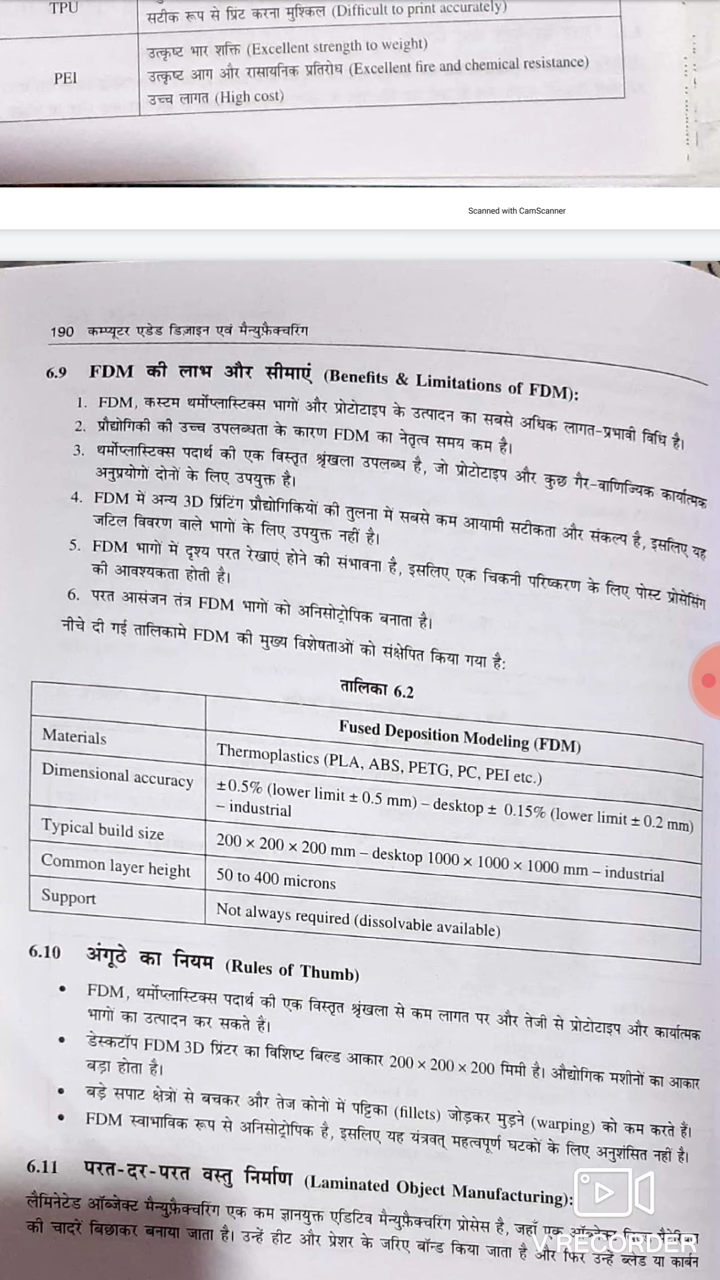 TPU
सटीक रूप से प्रिंट करना मुश्किल (Difficult to print accurately)
PEI
उत्कृष्ट भार शक्ति (Excellent strength to weight)
उत्कृष्ट आग और रासायनिक प्रतिरोध (Excellent fire and chemical resistance)
उच्च लागत (High cost)
Scanned with CamScanner
190 कम्प्यूटर एडेड डिज़ाइन एवं मैन्युफ़ैक्चरिंग
6.9 FDM की लाभ और सीमाएं (Benefits & Limitations of FDM):
1. FDM, कस्टम थर्मोप्लास्टिक्स भागों और प्रोटोटाइप के उत्पादन का सबसे अधिक लागत-प्रभावी विधि है।
2. प्रौद्योगिकी की उच्च उपलब्धता के कारण FDM का नेतृत्व समय कम है।
3. थर्मोप्लास्टिक्स पदार्थ की एक विस्तृत श्रृंखला उपलब्ध है, जो प्रोटोटाइप और कुछ गैर-वाणिज्यिक कार्यात्मक
अनुप्रयोगों दोनों के लिए उपयुक्त है।
4. FDM में अन्य 3D प्रिंटिंग प्रौद्योगिकियों की तुलना में सबसे कम आयामी सटीकता और संकल्प है, इसलिए यह
जटिल विवरण वाले भागों के लिए उपयुक्त नहीं है।
5. FDM भागों में दृश्य परत रेखाएं होने की संभावना है, इसलिए एक चिकनी परिष्करण के लिए पोस्ट प्रोसेसिंग
की आवश्यकता होती है।
6. परत आसंजन तंत्र FDM भागों को अनिसोट्रोपिक बनाता है।
नीचे दी गई तालिकामे FDM की मुख्य विशेषताओं को संक्षेपित किया गया है:
तालिका 6.2
Fused Deposition Modeling (FDM)
Materials
Thermoplastics (PLA, ABS, PETG, PC, PEI etc.)
Dimensional accuracy
±0.5% (lower limit ± 0.5 mm) – desktop ± 0.15% (lower limit ± 0.2 mm)
– industrial
Typical build size
200 × 200 × 200 mm – desktop 1000 × 1000 × 1000 mm – industrial
Common layer height
50 to 400 microns
Support
Not always required (dissolvable available)
6.10 अंगूठे का नियम (Rules of Thumb)
• FDM, थर्मोप्लास्टिक्स पदार्थ की एक विस्तृत श्रृंखला से कम लागत पर और तेजी से प्रोटोटाइप और कार्यात्मक
भागों का उत्पादन कर सकते हैं।
• डेस्कटॉप FDM 3D प्रिंटर का विशिष्ट बिल्ड आकार 200 × 200 × 200 मिमी है। औद्योगिक मशीनों का आकार
बड़ा होता है।
• बड़े सपाट क्षेत्रों से बचकर और तेज कोनो में पट्टिका (fillets) जोड़कर मुड़ने (warping) को कम करते हैं।
• FDM स्वाभाविक रूप से अनिसोट्रोपिक है, इसलिए यह यंत्रवत् महत्वपूर्ण घटकों के लिए अनुशंसित नहीं है।
6.11 परत-दर-परत वस्तु निर्माण (Laminated Object Manufacturing):
लैमिनेटेड ऑब्जेक्ट मैन्युफ़ैक्चरिंग एक कम ज्ञानयुक्त एडिटिव मैन्युफ़ैक्चरिंग प्रोसेस है, जहाँ एक
की चादरें बिछाकर बनाया जाता है। उन्हें हीट और प्रेशर के जरिए बॉन्ड किया जाता है और फिर उन्हें ब्लेड या कार्बन
V RECORDER